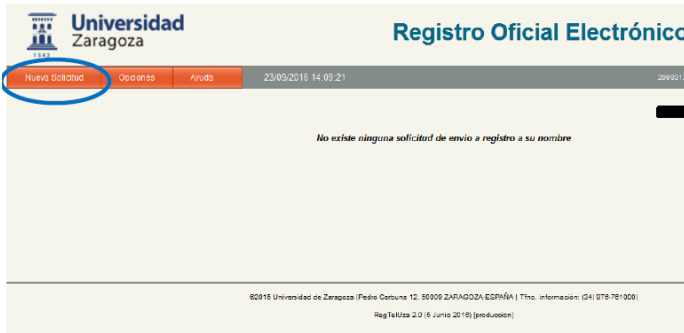 Universidad
Zaragoza
1542
Registro Oficial Electrónico
Nueva Solicitud Opciones Ayuda 23/09/2016 14:09:21
No existe ninguna solicitud de envio a registro a su nombre
©2015 Universidad de Zaragoza (Pedro Cerbuna 12, 50009 ZARAGOZA-ESPAÑA | Tfno. información: (34) 976-761000)
RegTelUza 2.0 (6 Junio 2016) [produccion]